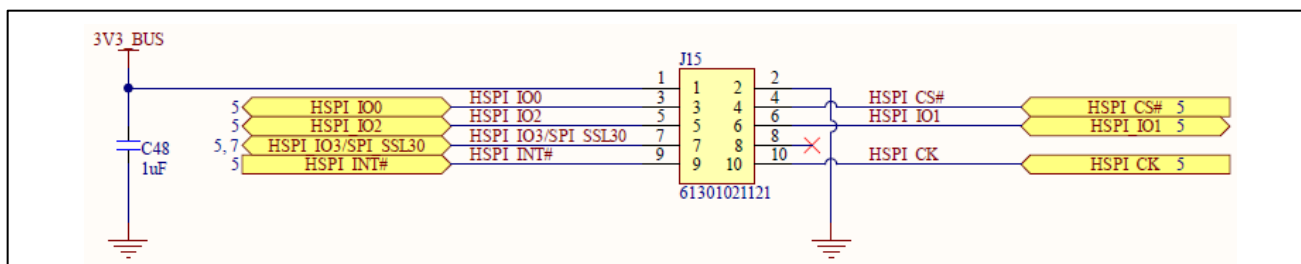 3V3_BUS
J15
1 1 2 2
5 HSPI_IO0 HSPI_IO0 3 3 4 4 HSPI_CS# HSPI_CS# 5
5 HSPI_IO2 HSPI_IO2 5 5 6 6 HSPI_IO1 HSPI_IO1 5
5, 7 HSPI_IO3/SPI_SSL30 HSPI_IO3/SPI_SSL30 7 7 8 8
5 HSPI_INT# HSPI_INT# 9 9 10 10 HSPI_CK HSPI_CK 5
C48
1uF
61301021121